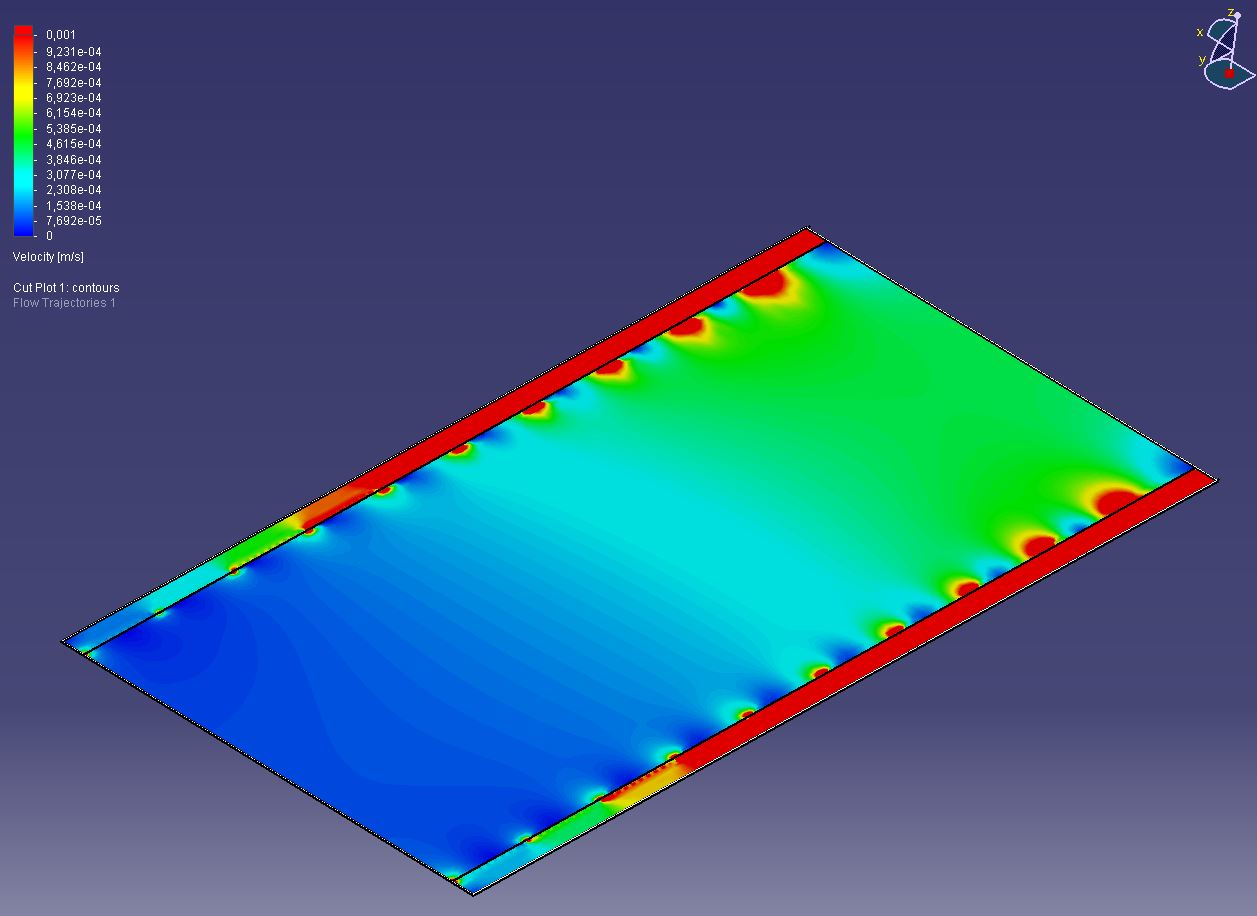 0,001
9,231e-04
8,462e-04
7,692e-04
6,923e-04
6,154e-04
5,385e-04
4,615e-04
3,846e-04
3,077e-04
2,308e-04
1,538e-04
7,692e-05
0
Velocity [m/s]
Cut Plot 1: contours
Flow Trajectories 1
z
x
y